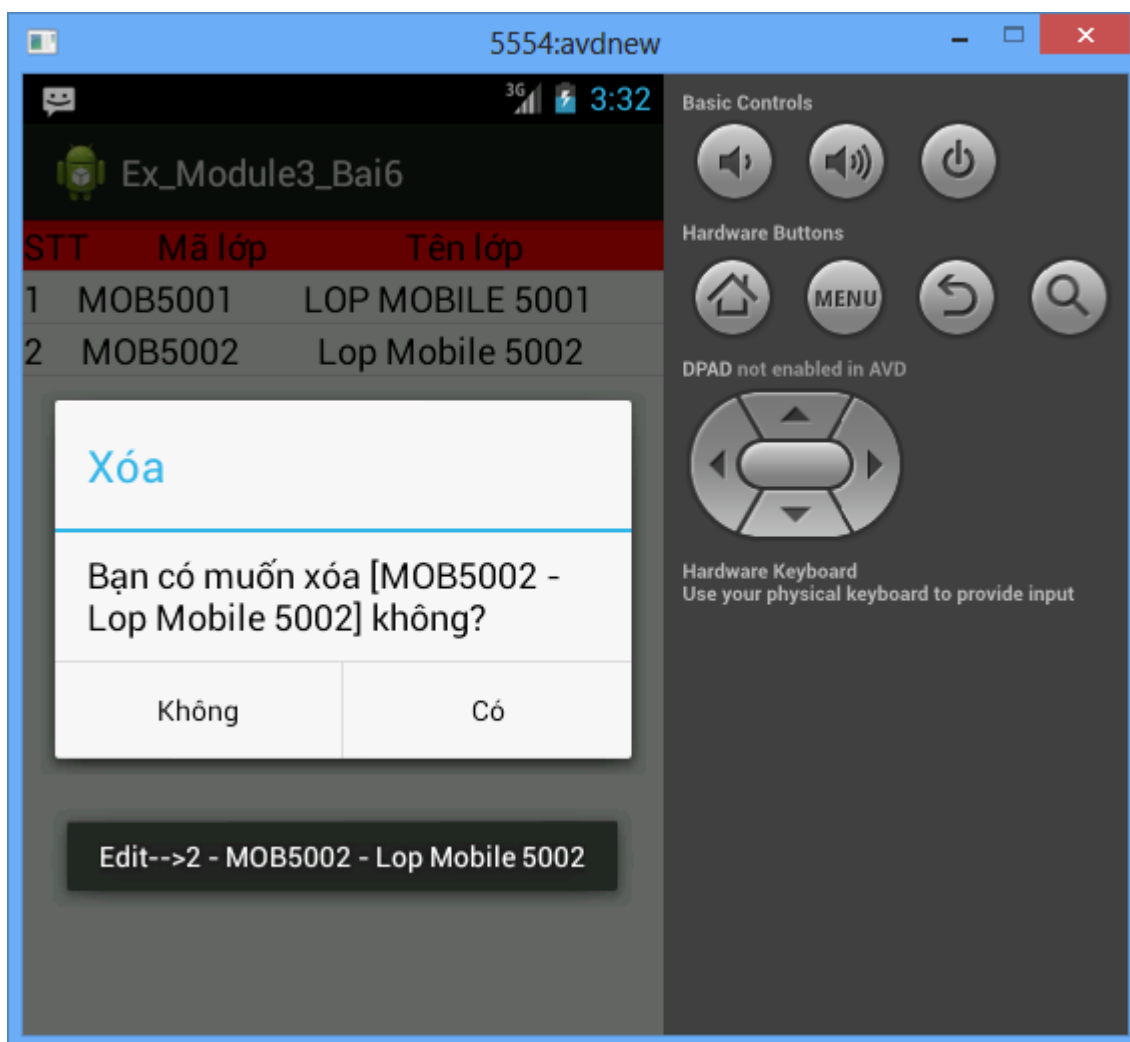 5554:avdnew
3G 3:32
Ex_Module3_Bai6
STT Mã lớp Tên lớp
1 MOB5001 LOP MOBILE 5001
2 MOB5002 Lop Mobile 5002
Xóa
Bạn có muốn xóa [MOB5002 -
Lop Mobile 5002] không?
Không Có
Edit-->2 - MOB5002 - Lop Mobile 5002
Basic Controls
Hardware Buttons
MENU
DPAD not enabled in AVD
Hardware Keyboard
Use your physical keyboard to provide input